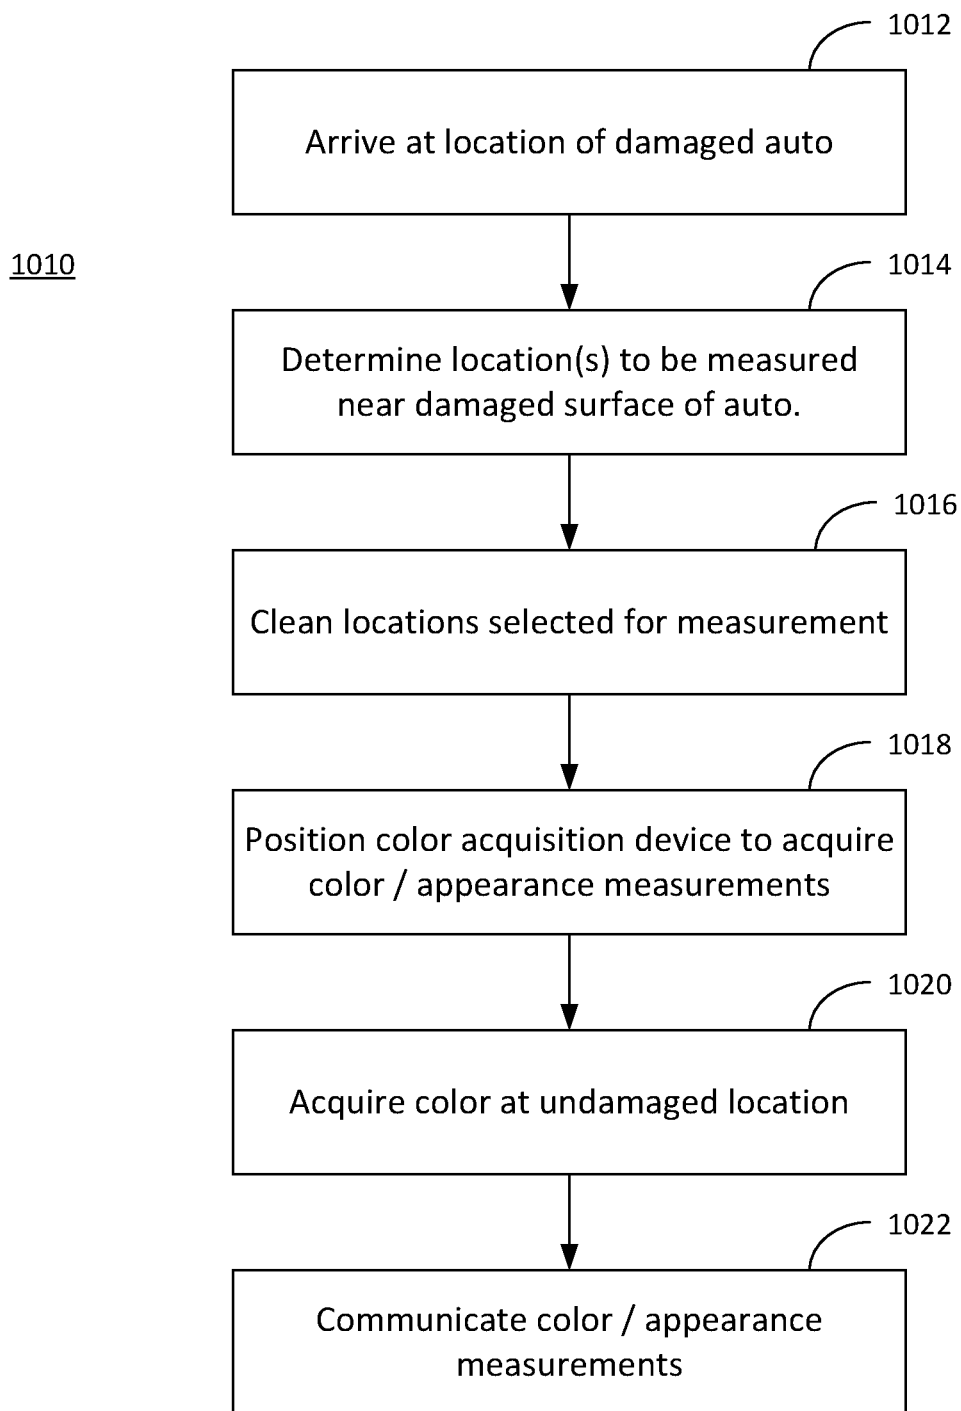 1012
Arrive at location of damaged auto
1010
1014
Determine location(s) to be measured
near damaged surface of auto.
1016
Clean locations selected for measurement
1018
Position color acquisition device to acquire
color / appearance measurements
1020
Acquire color at undamaged location
1022
Communicate color / appearance
measurements